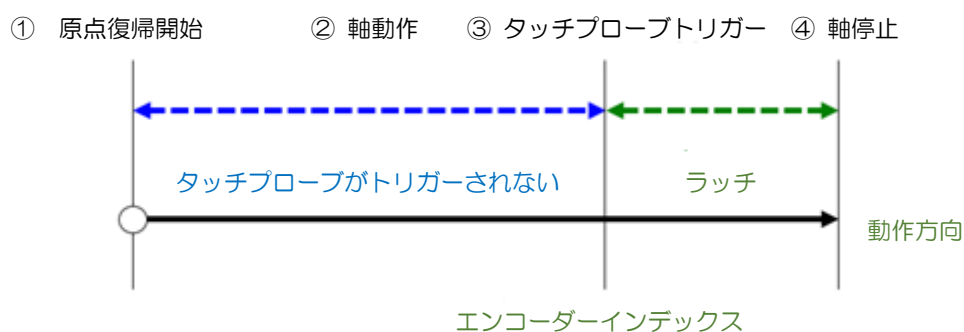 ① 原点復帰開始 ② 軸動作 ③ タッチプローブトリガー ④ 軸停止
タッチプローブがトリガーされない ラッチ
動作方向
エンコーダーインデックス